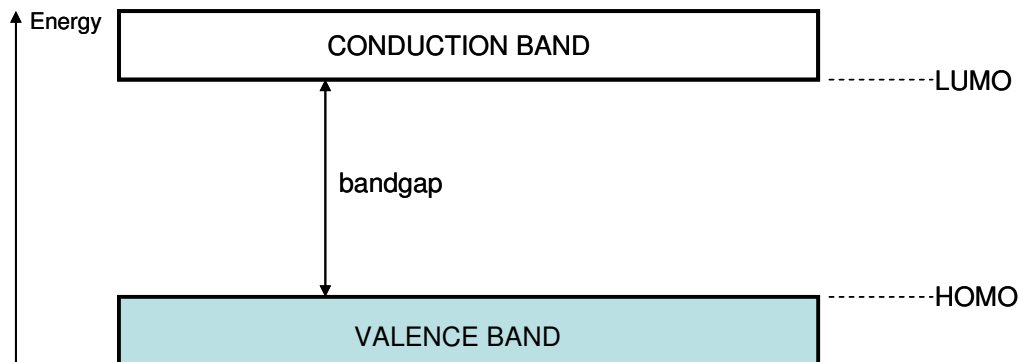 Energy
CONDUCTION BAND
LUMO
bandgap
HOMO
VALENCE BAND